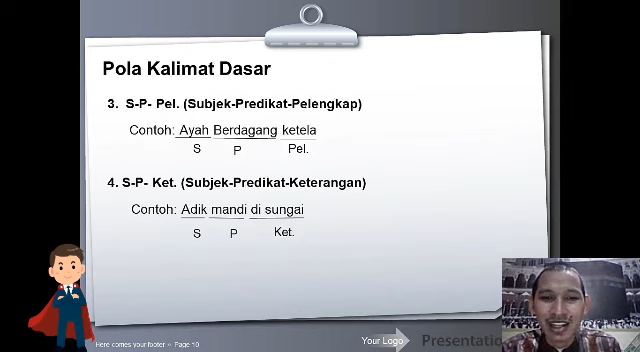 Pola Kalimat Dasar
3. S-P- Pel. (Subjek-Predikat-Pelengkap)
Contoh: Ayah Berdagang ketela
S P Pel.
4. S-P- Ket. (Subjek-Predikat-Keterangan)
Contoh: Adik mandi di sungai
S P Ket.
Here comes your footer Page 10
Your Logo
Presentatio